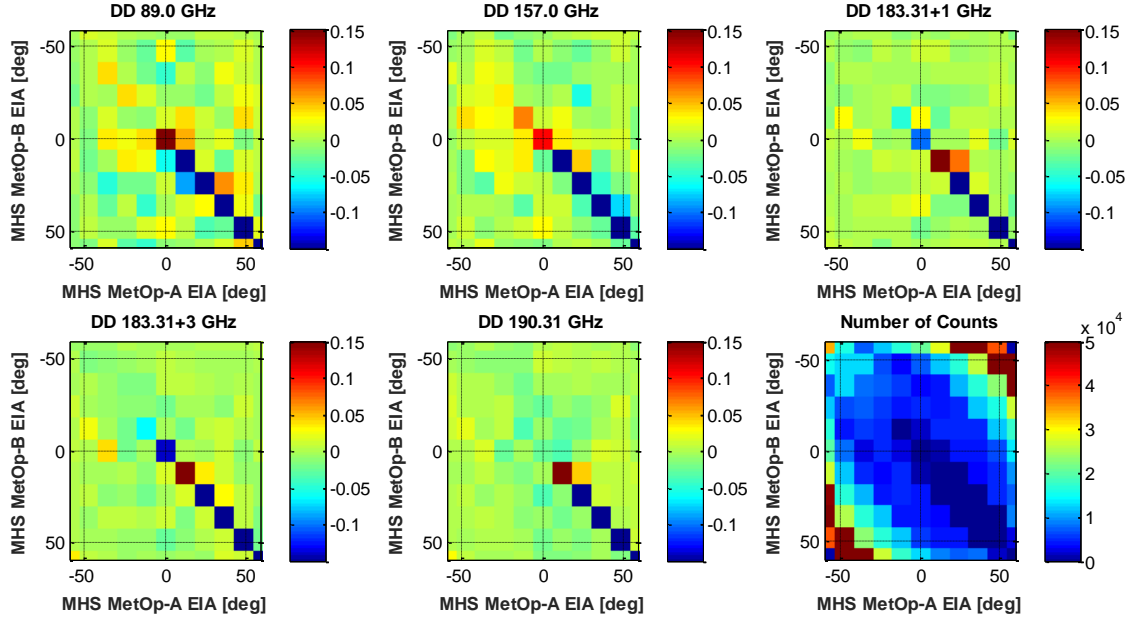 DD 89.0 GHz
MHS MetOp-B EIA [deg]
-50
0
50
-50 0 50
MHS MetOp-A EIA [deg]
0.15
0.1
0.05
0
-0.05
-0.1
DD 157.0 GHz
MHS MetOp-B EIA [deg]
-50
0
50
-50 0 50
MHS MetOp-A EIA [deg]
0.15
0.1
0.05
0
-0.05
-0.1
DD 183.31+1 GHz
MHS MetOp-B EIA [deg]
-50
0
50
-50 0 50
MHS MetOp-A EIA [deg]
0.15
0.1
0.05
0
-0.05
-0.1
DD 183.31+3 GHz
MHS MetOp-B EIA [deg]
-50
0
50
-50 0 50
MHS MetOp-A EIA [deg]
0.15
0.1
0.05
0
-0.05
-0.1
DD 190.31 GHz
MHS MetOp-B EIA [deg]
-50
0
50
-50 0 50
MHS MetOp-A EIA [deg]
0.15
0.1
0.05
0
-0.05
-0.1
Number of Counts
MHS MetOp-B EIA [deg]
-50
0
50
-50 0 50
MHS MetOp-A EIA [deg]
x 10^4
5
4
3
2
1
0